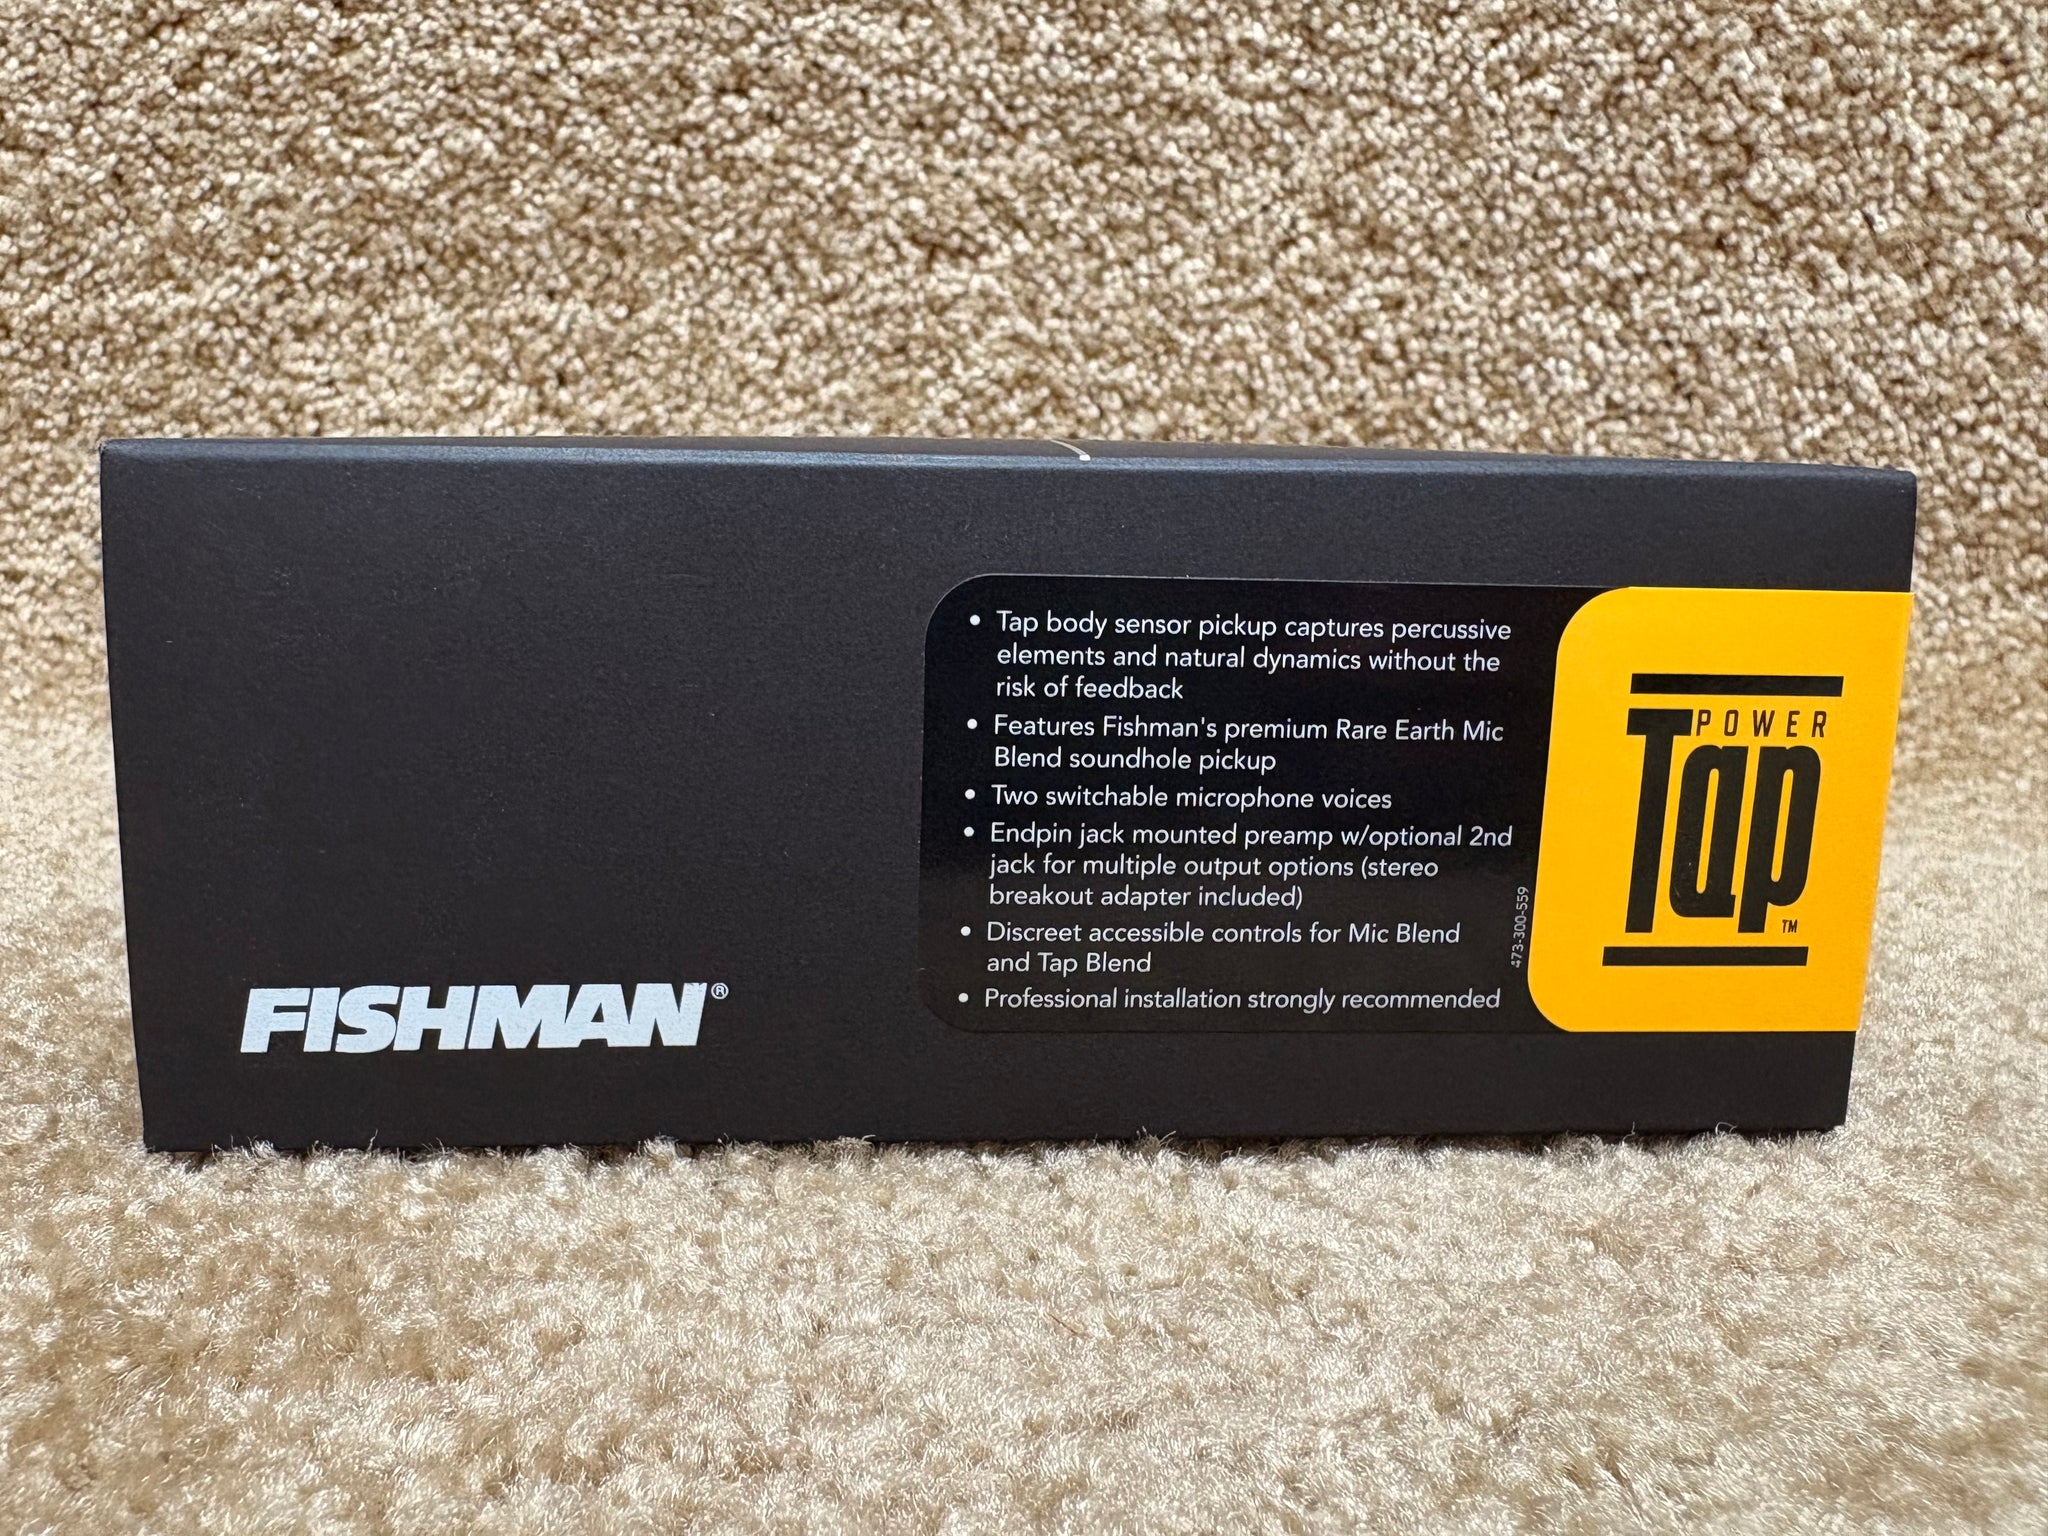 • Tap body sensor pickup captures percussive
elements and natural dynamics without the
risk of feedback
• Features Fishman's premium Rare Earth Mic
Blend soundhole pickup
• Two switchable microphone voices
• Endpin jack mounted preamp w/optional 2nd
jack for multiple output options (stereo
breakout adapter included)
• Discreet accessible controls for Mic Blend
and Tap Blend
• Professional installation strongly recommended
473-300-559
POWER
Tap™
FISHMAN®